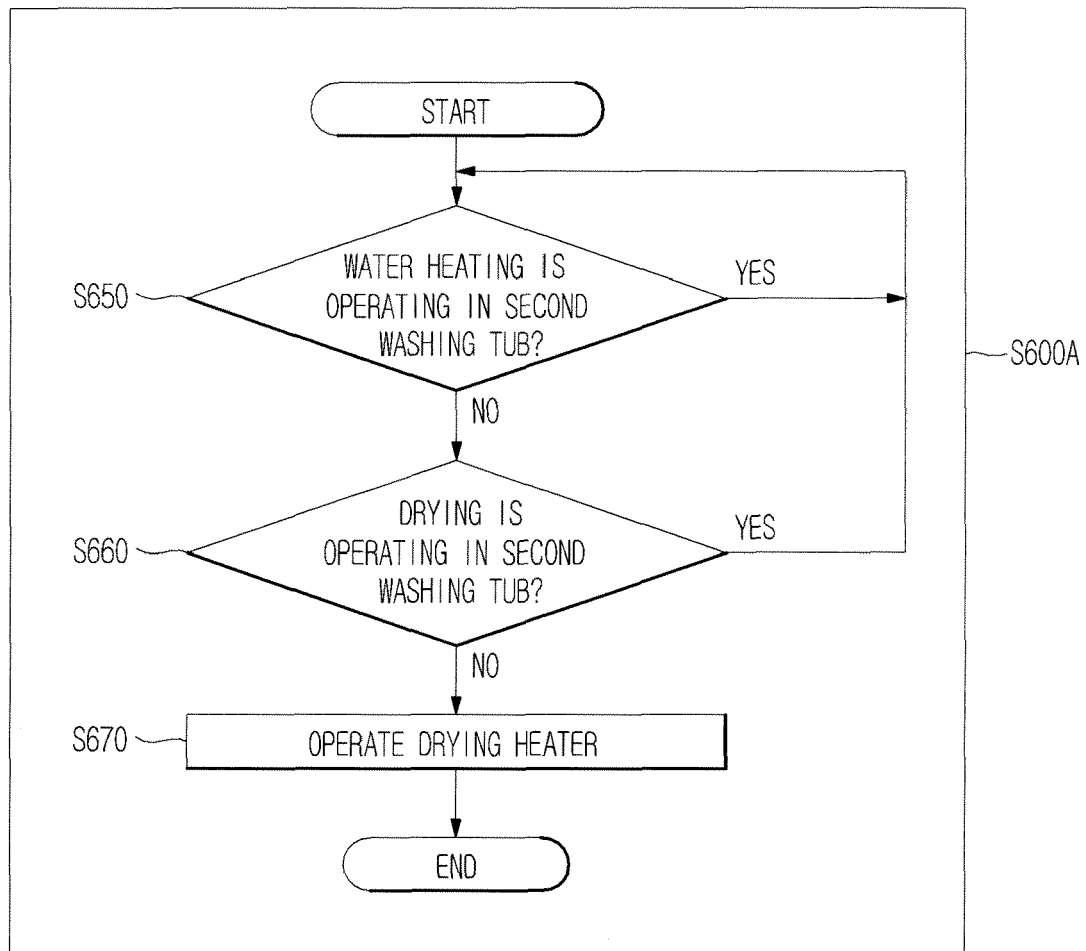 START
S650
WATER HEATING IS
OPERATING IN SECOND
WASHING TUB?
YES
S600A
NO
S660
DRYING IS
OPERATING IN SECOND
WASHING TUB?
YES
NO
S670
OPERATE DRYING HEATER
END